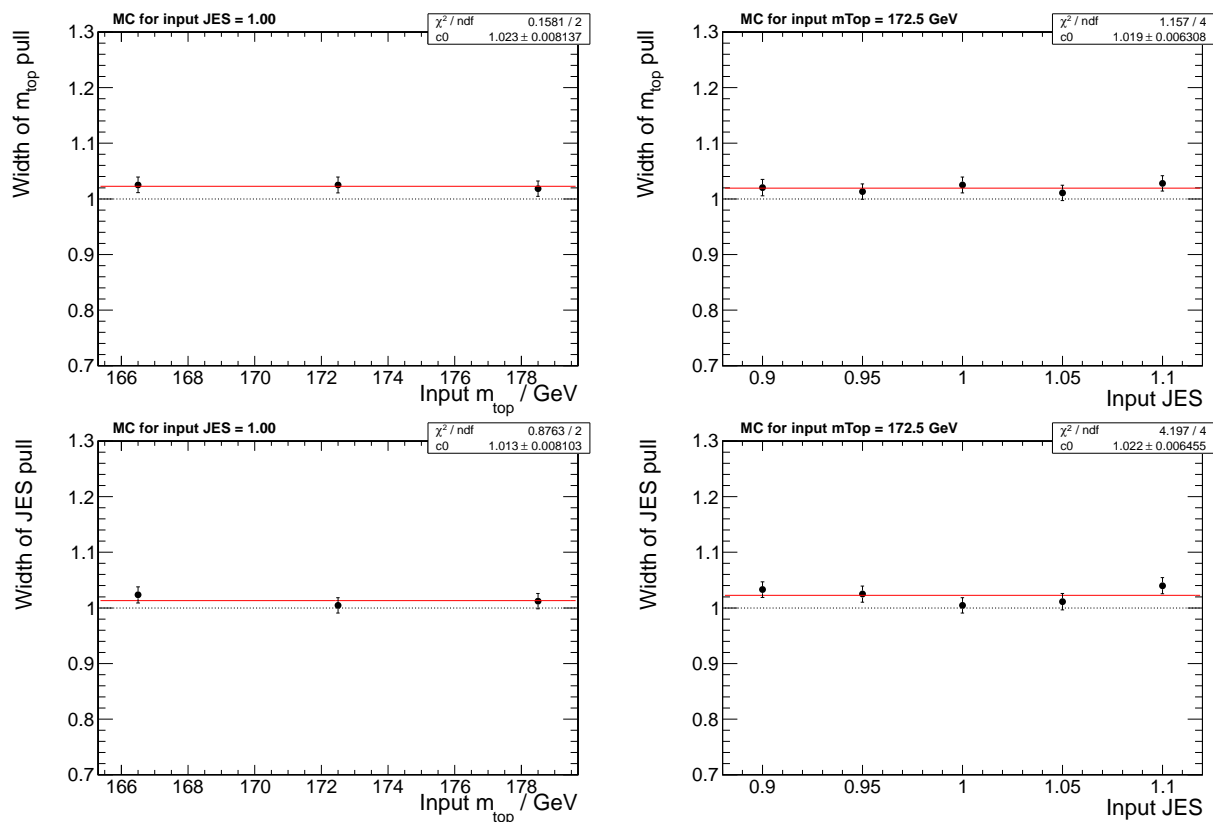 MC for input JES = 1.00
χ² / ndf 0.1581 / 2
c0 1.023 ± 0.008137
Width of m_top pull
1.3
1.2
1.1
1
0.9
0.8
0.7
166 168 170 172 174 176 178
Input m_top / GeV
MC for input mTop = 172.5 GeV
χ² / ndf 1.157 / 4
c0 1.019 ± 0.006308
Width of m_top pull
1.3
1.2
1.1
1
0.9
0.8
0.7
0.9 0.95 1 1.05 1.1
Input JES
MC for input JES = 1.00
χ² / ndf 0.8763 / 2
c0 1.013 ± 0.008103
Width of JES pull
1.3
1.2
1.1
1
0.9
0.8
0.7
166 168 170 172 174 176 178
Input m_top / GeV
MC for input mTop = 172.5 GeV
χ² / ndf 4.197 / 4
c0 1.022 ± 0.006455
Width of JES pull
1.3
1.2
1.1
1
0.9
0.8
0.7
0.9 0.95 1 1.05 1.1
Input JES